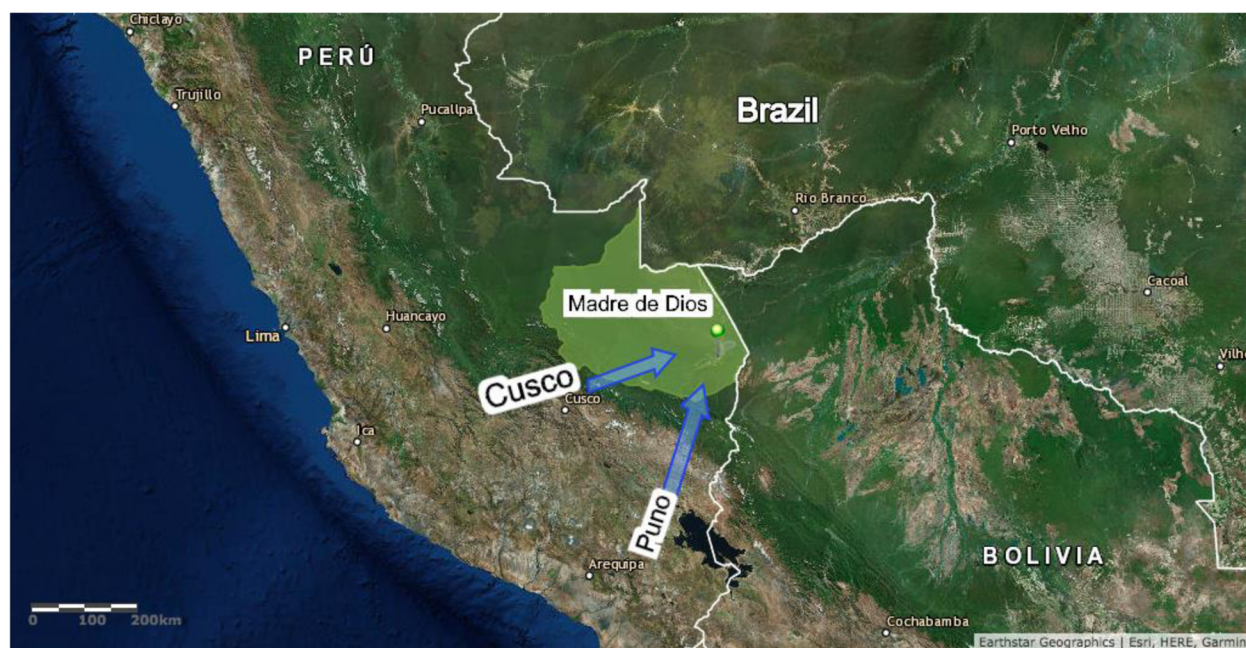 Chiclayo
PERÚ
Trujillo
Pucallpa
Brazil
Porto Velho
Rio Branco
Madre de Dios
Cacoal
Huancayo
Lima
Cusco
Cusco
Ica
Puno
Arequipa
BOLIVIA
Cochabamba
0 100 200km
Earthstar Geographics | Esri, HERE, Garmin